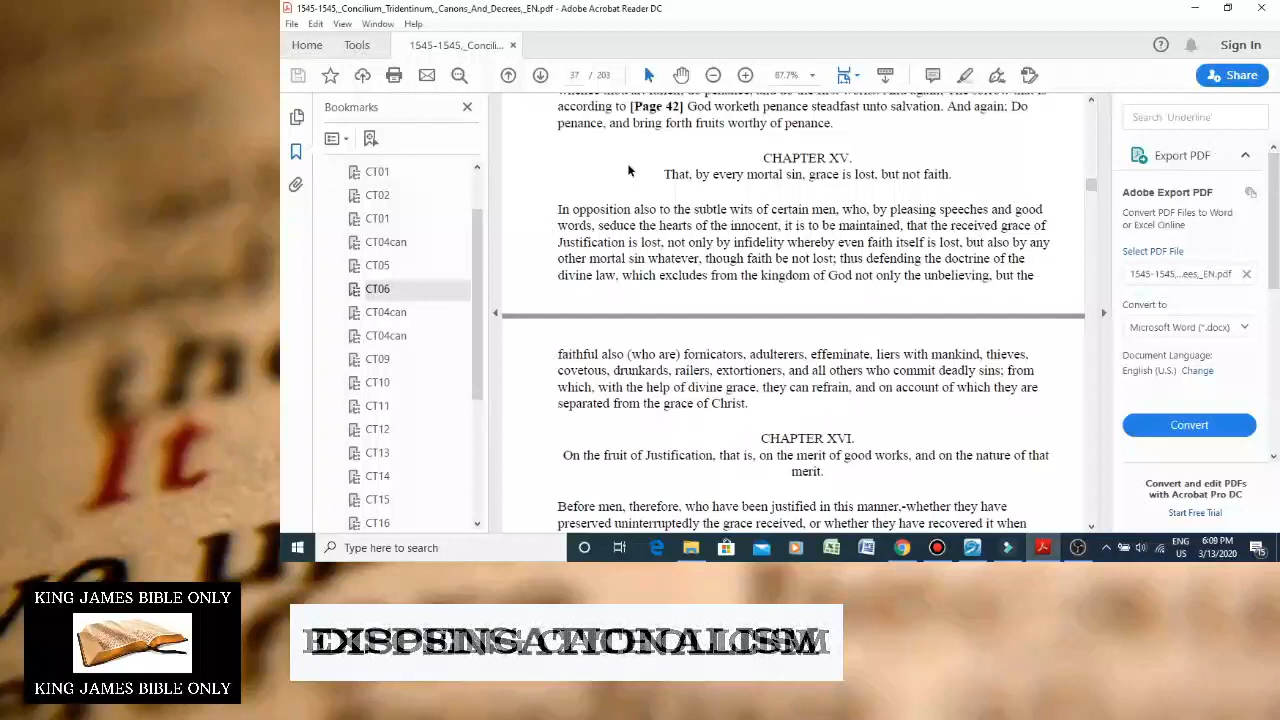 1545-1545,_Concilium_Tridentinum,_Canons_And_Decrees,_EN.pdf - Adobe Acrobat Reader DC
File Edit View Window Help
Home Tools 1545-1545,_Concili... × Sign In
37 / 203 87.7% Share
Bookmarks
CT01
CT02
CT01
CT04can
CT05
CT06
CT04can
CT04can
CT09
CT10
CT11
CT12
CT13
CT14
CT15
CT16
according to [Page 42] God worketh penance steadfast unto salvation. And again; Do
penance, and bring forth fruits worthy of penance.
CHAPTER XV.
That, by every mortal sin, grace is lost, but not faith.
In opposition also to the subtle wits of certain men, who, by pleasing speeches and good
words, seduce the hearts of the innocent, it is to be maintained, that the received grace of
Justification is lost, not only by infidelity whereby even faith itself is lost, but also by any
other mortal sin whatever, though faith be not lost; thus defending the doctrine of the
divine law, which excludes from the kingdom of God not only the unbelieving, but the
faithful also (who are) fornicators, adulterers, effeminate, liers with mankind, thieves,
covetous, drunkards, railers, extortioners, and all others who commit deadly sins; from
which, with the help of divine grace, they can refrain, and on account of which they are
separated from the grace of Christ.
CHAPTER XVI.
On the fruit of Justification, that is, on the merit of good works, and on the nature of that
merit.
Before men, therefore, who have been justified in this manner,-whether they have
preserved uninterruptedly the grace received, or whether they have recovered it when
Search 'Underline'
Export PDF
Adobe Export PDF
Convert PDF Files to Word
or Excel Online
Select PDF File
1545-1545,...ees,_EN.pdf ×
Convert to
Microsoft Word (*.docx)
Document Language:
English (U.S.) Change
Convert
Convert and edit PDFs
with Acrobat Pro DC
Start Free Trial
Type here to search
ENG
US
6:09 PM
3/13/2020
15
It
KING JAMES BIBLE ONLY
KING JAMES BIBLE ONLY